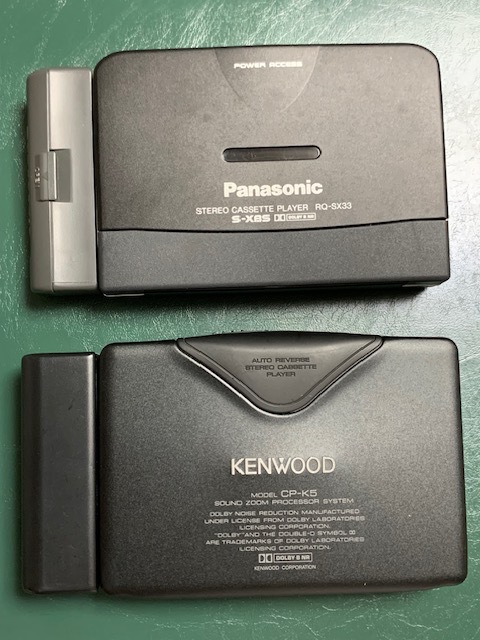 POWER ACCESS
Panasonic
STEREO CASSETTE PLAYER RQ-SX33
S-XBS DOLBY B NR
AUTO REVERSE
STEREO CASSETTE
PLAYER
KENWOOD
MODEL CP-K5
SOUND ZOOM PROCESSOR SYSTEM
DOLBY NOISE REDUCTION MANUFACTURED
UNDER LICENSE FROM DOLBY LABORATORIES
LICENSING CORPORATION.
"DOLBY" AND THE DOUBLE-D SYMBOL
ARE TRADEMARKS OF DOLBY LABORATORIES
LICENSING CORPORATION.
DOLBY B NR
KENWOOD CORPORATION